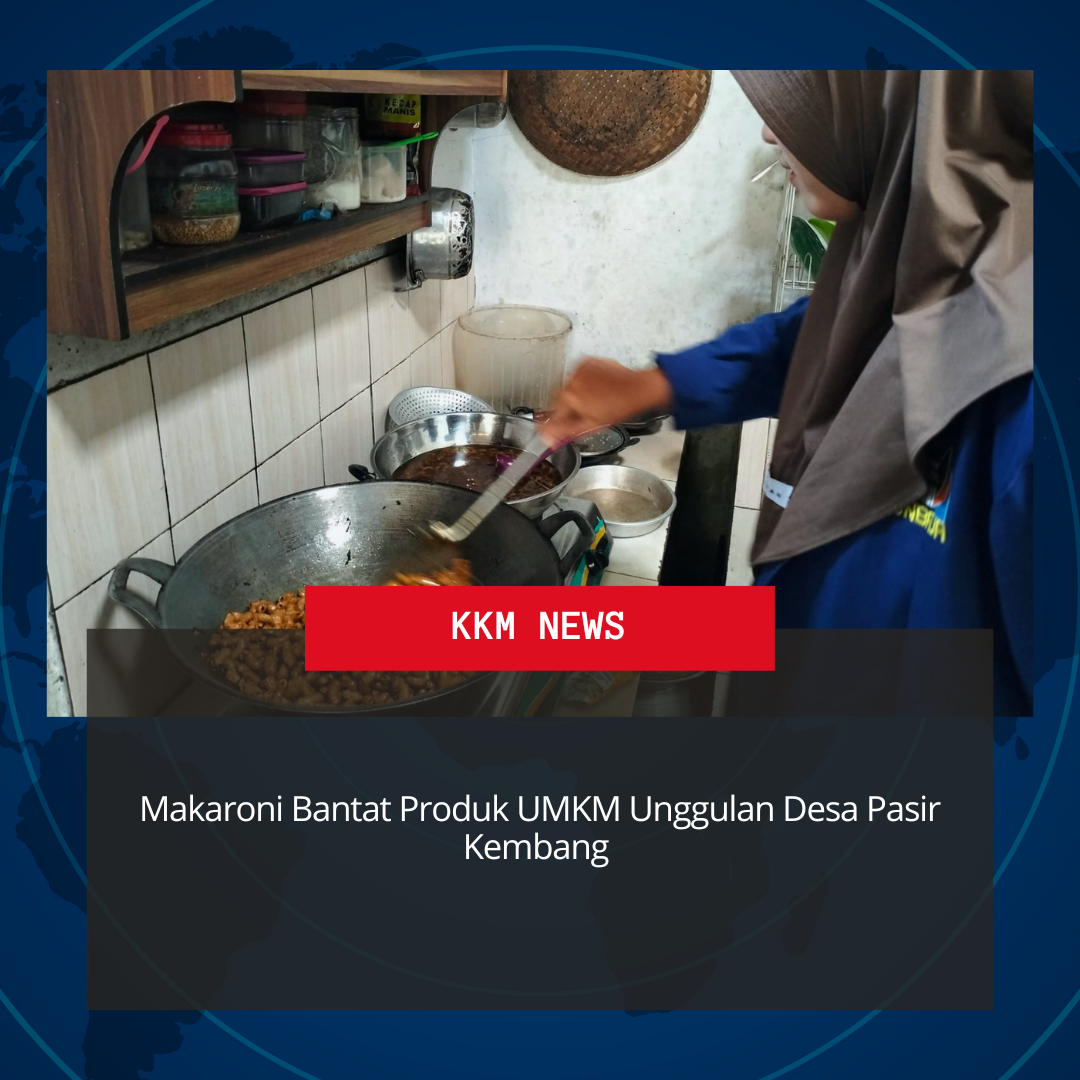 KECAP
MANIS
KKM NEWS
Makaroni Bantat Produk UMKM Unggulan Desa Pasir
Kembang